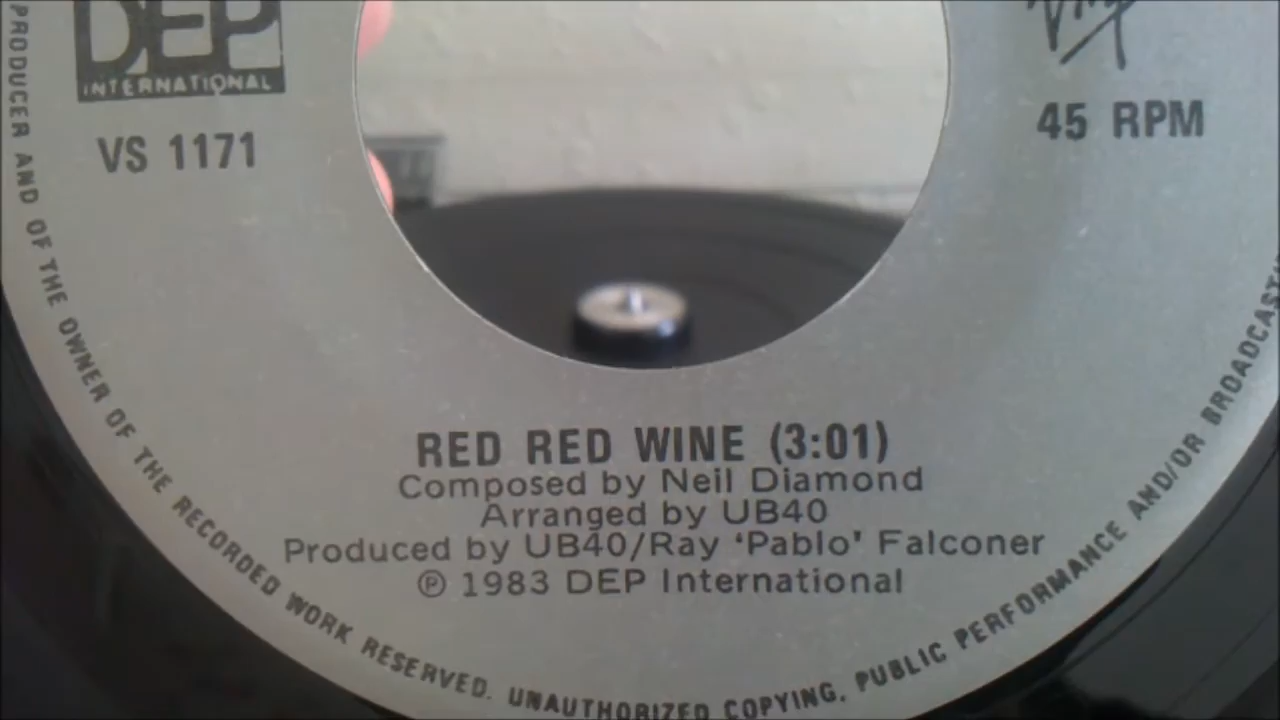 DEP
INTERNATIONAL
VS 1171
Virgin
45 RPM
RED RED WINE (3:01)
Composed by Neil Diamond
Arranged by UB40
Produced by UB40/Ray ‘Pablo’ Falconer
℗ 1983 DEP International
PRODUCER AND OF THE OWNER OF THE RECORDED WORK RESERVED. UNAUTHORIZED COPYING, PUBLIC PERFORMANCE AND/OR